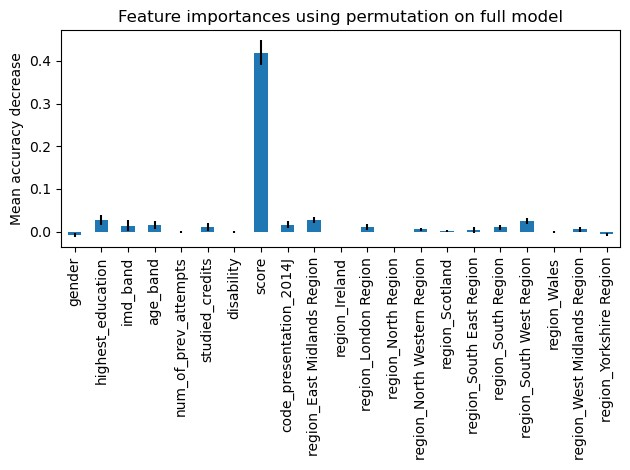 Feature importances using permutation on full model
Mean accuracy decrease
0.4
0.3
0.2
0.1
0.0
gender
highest_education
imd_band
age_band
num_of_prev_attempts
studied_credits
disability
score
code_presentation_2014J
region_East Midlands Region
region_Ireland
region_London Region
region_North Region
region_North Western Region
region_Scotland
region_South East Region
region_South Region
region_South West Region
region_Wales
region_West Midlands Region
region_Yorkshire Region